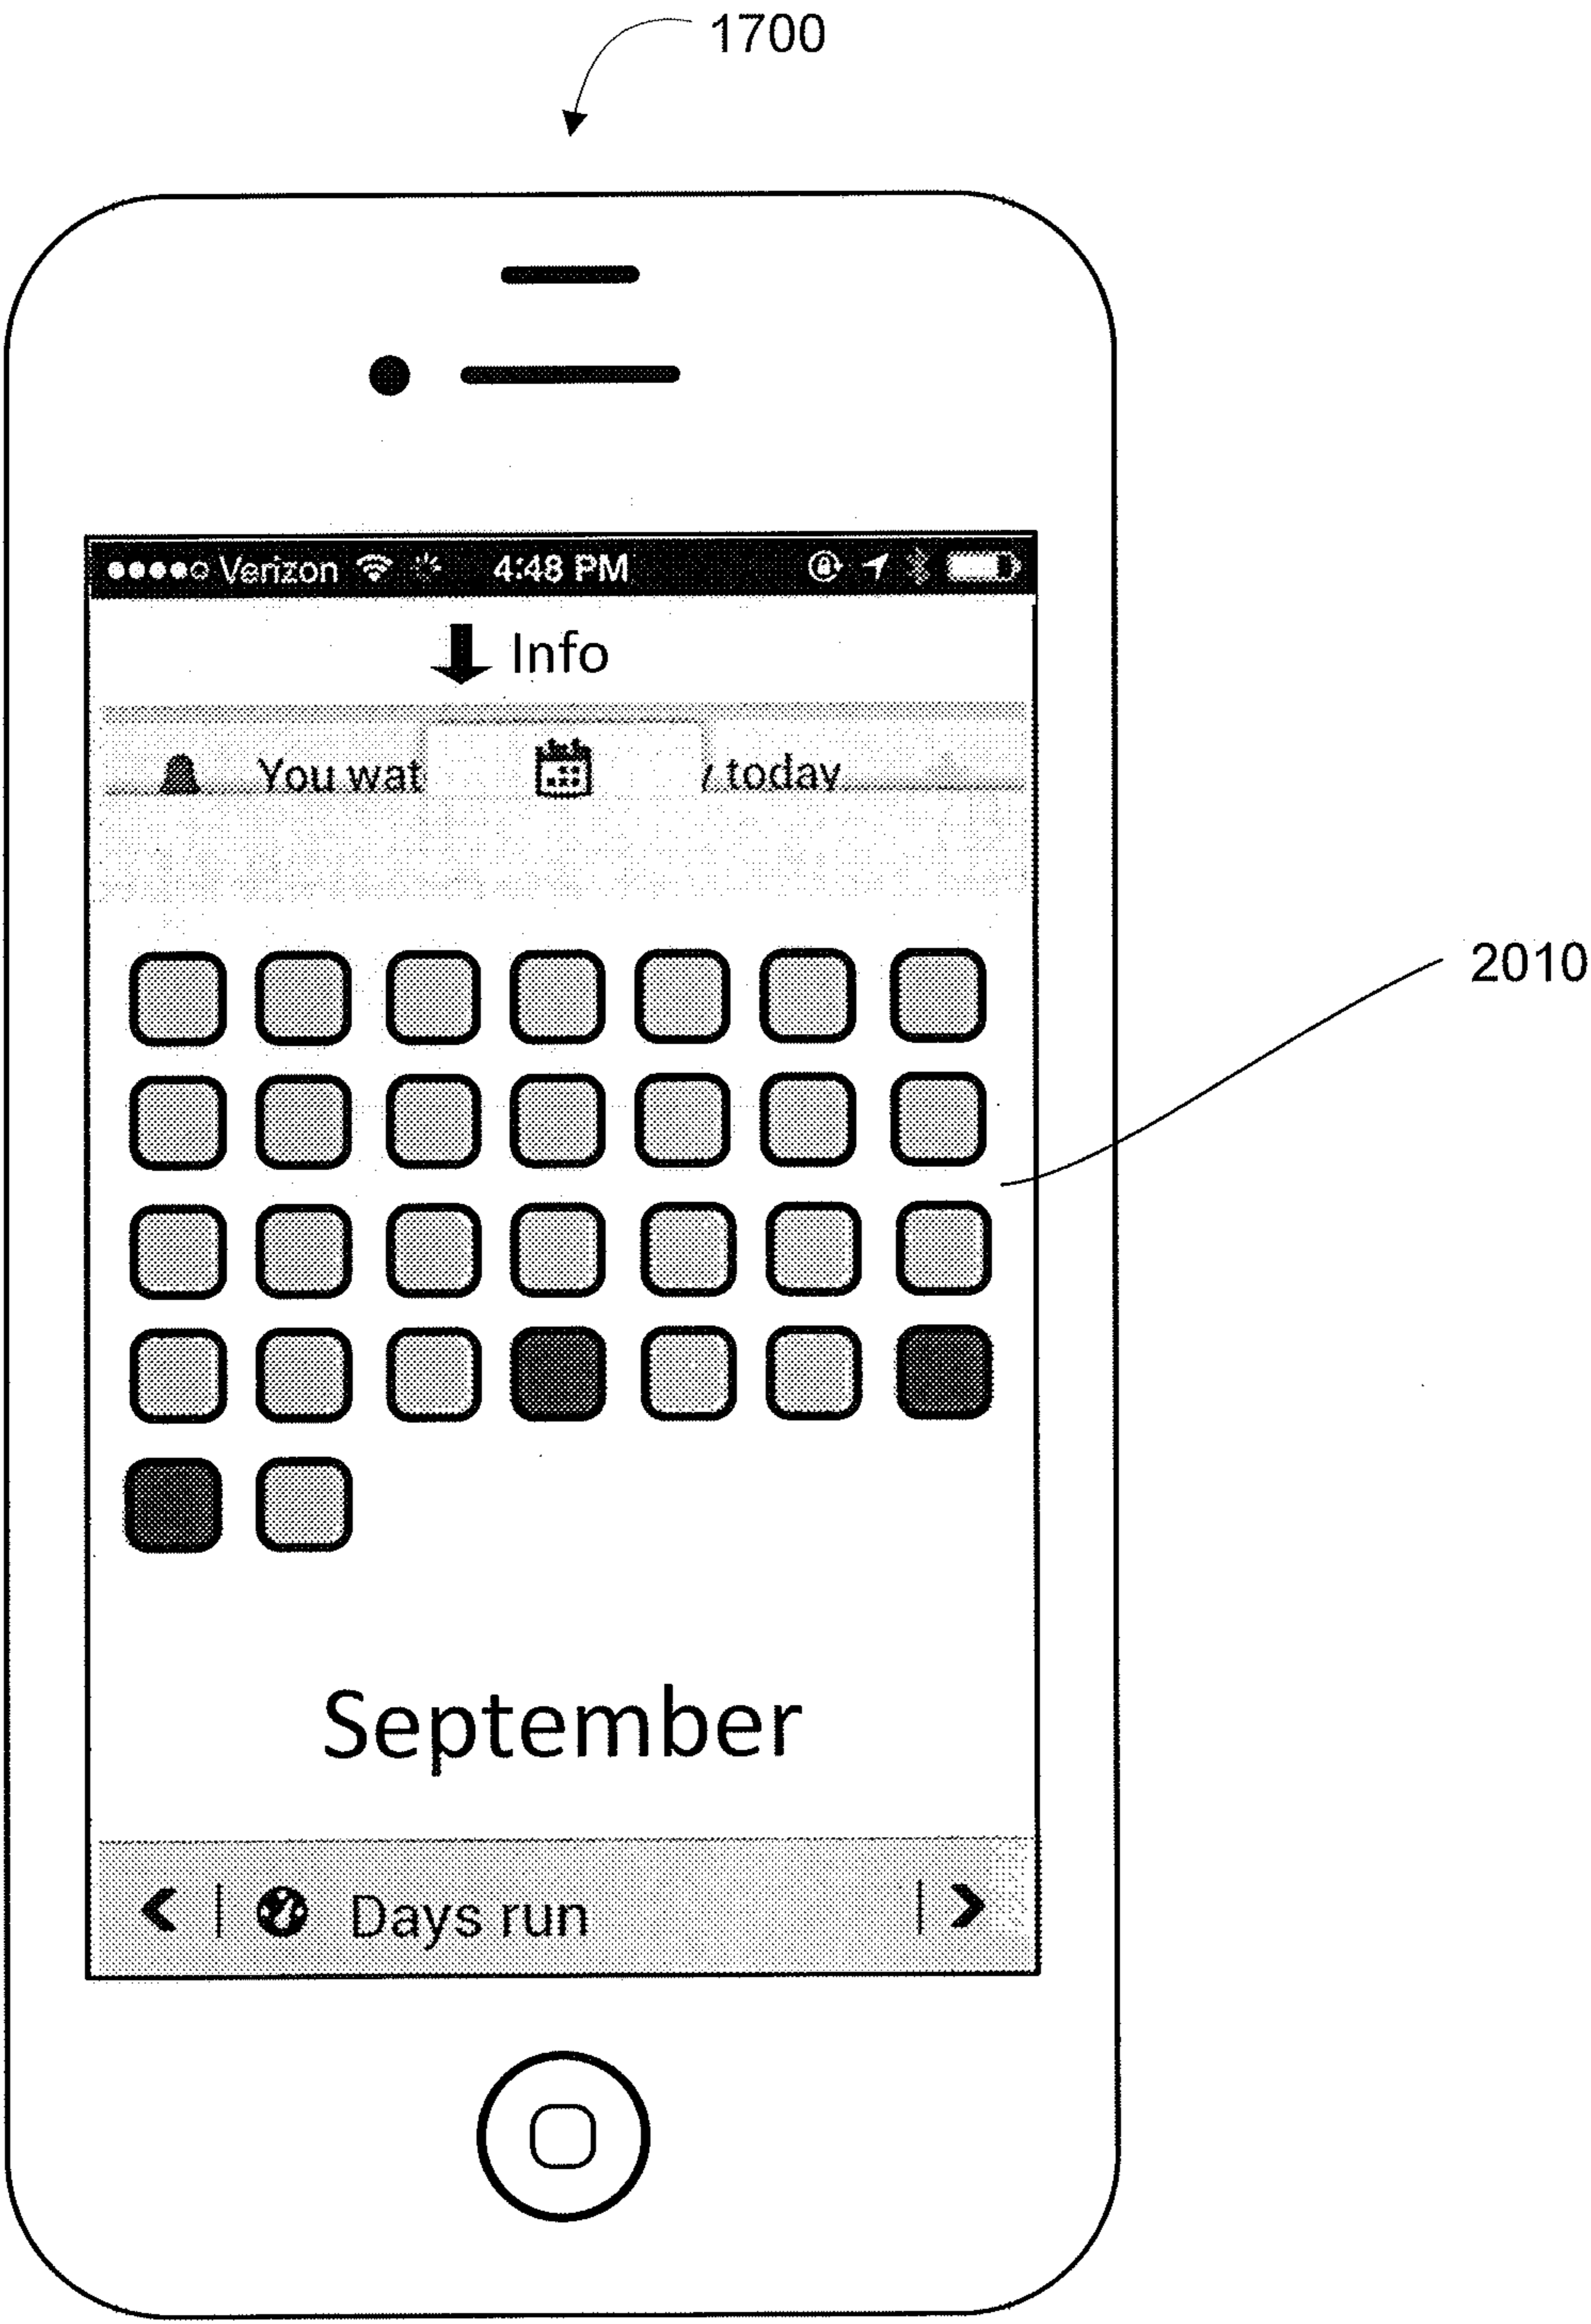 1700
Verizon 4:48 PM
Info
You wat today
2010
September
Days run